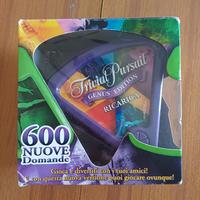 Trivial Pursuit
GENUS EDITION
RICARICA
600
NUOVE
Domande
Gioca e divertiti con i tuoi amici!
Con questa nuova versione puoi giocare ovunque!